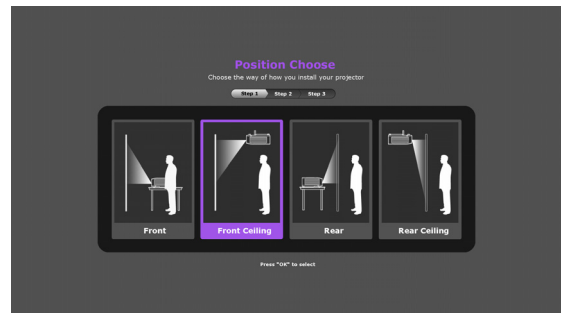 Position Choose
Choose the way of how you install your projector
Step 1 Step 2 Step 3
Front Front Ceiling Rear Rear Ceiling
Press "OK" to select